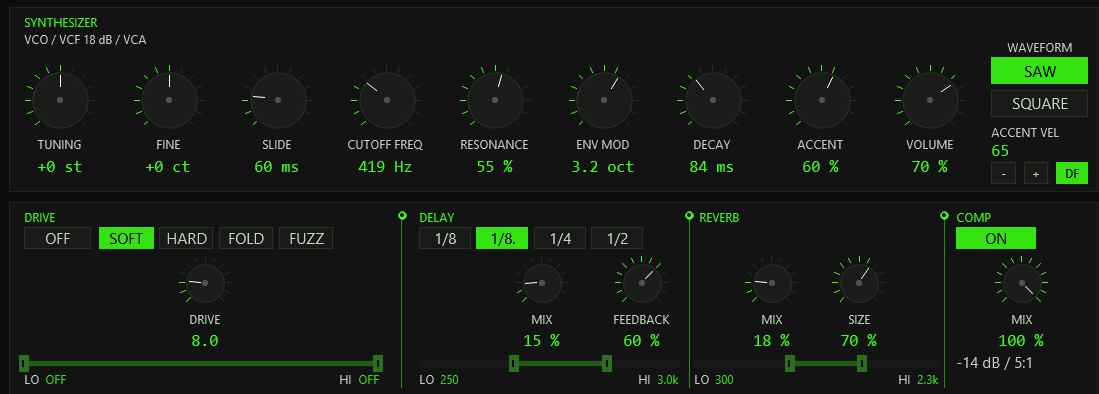 SYNTHESIZER
VCO / VCF 18 dB / VCA
WAVEFORM
SAW
SQUARE
TUNING FINE SLIDE CUTOFF FREQ RESONANCE ENV MOD DECAY ACCENT VOLUME
+0 st +0 ct 60 ms 419 Hz 55 % 3.2 oct 84 ms 60 % 70 %
ACCENT VEL
65
- + DF
DRIVE DELAY REVERB COMP
OFF SOFT HARD FOLD FUZZ 1/8 1/8. 1/4 1/2 ON
DRIVE MIX FEEDBACK MIX SIZE MIX
8.0 15 % 60 % 18 % 70 % 100 %
-14 dB / 5:1
LO OFF HI OFF LO 250 HI 3.0k LO 300 HI 2.3k